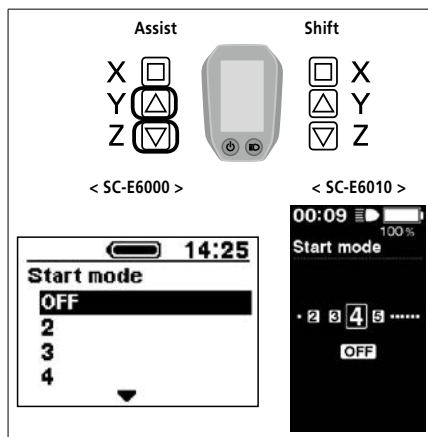 Assist Shift
X X
Y Y
Z Z
< SC-E6000 > < SC-E6010 >
14:25
Start mode
OFF
2
3
4
00:09
100 %
Start mode
2 3 4 5
OFF